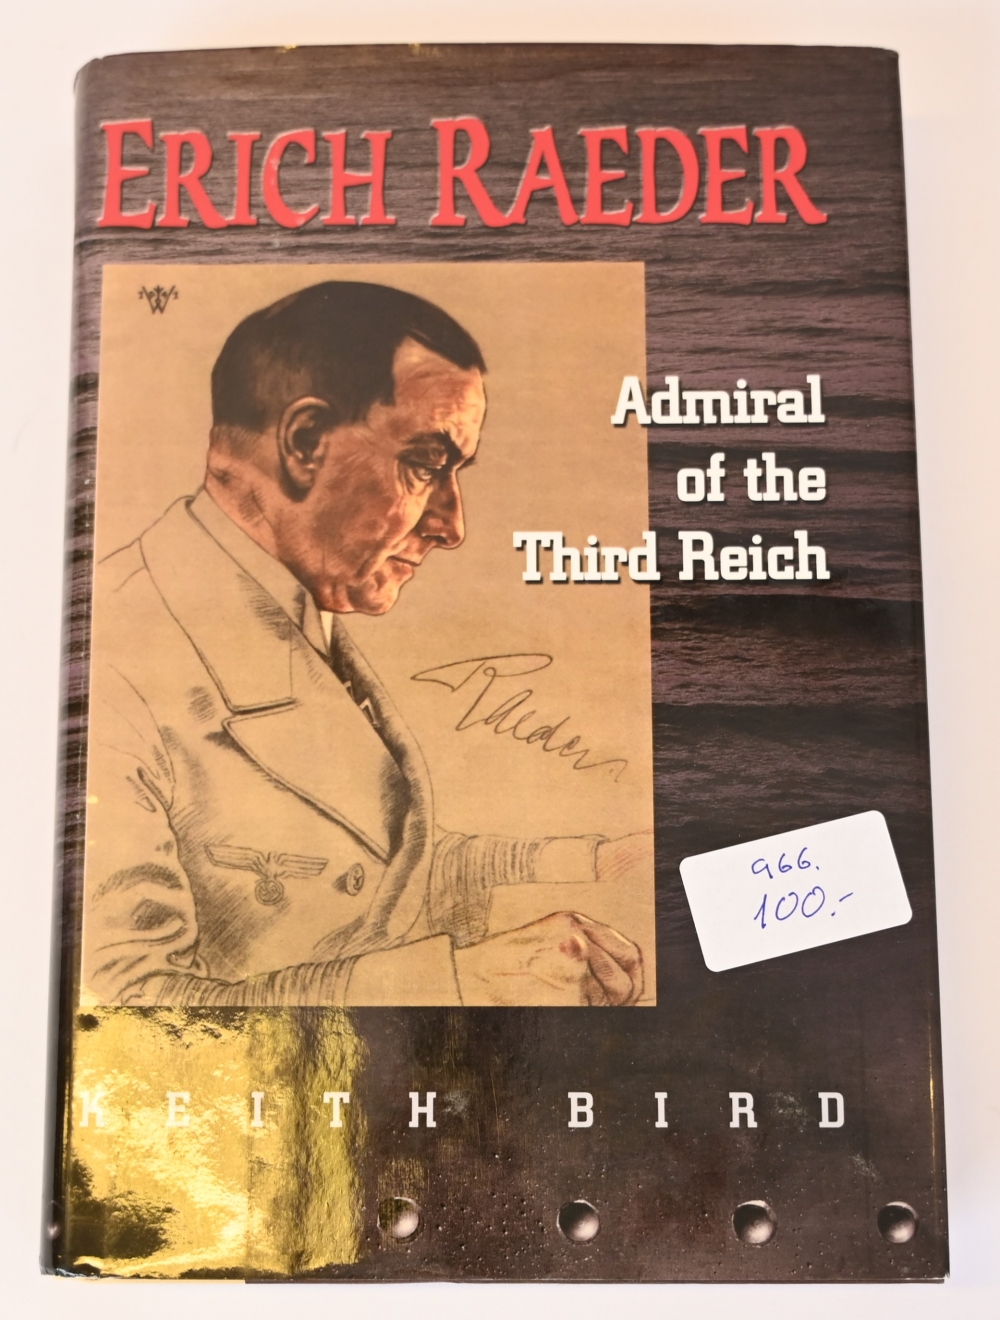 ERICH RAEDER
Admiral
of the
Third Reich
Raeder
966.
100.-
KEITH BIRD